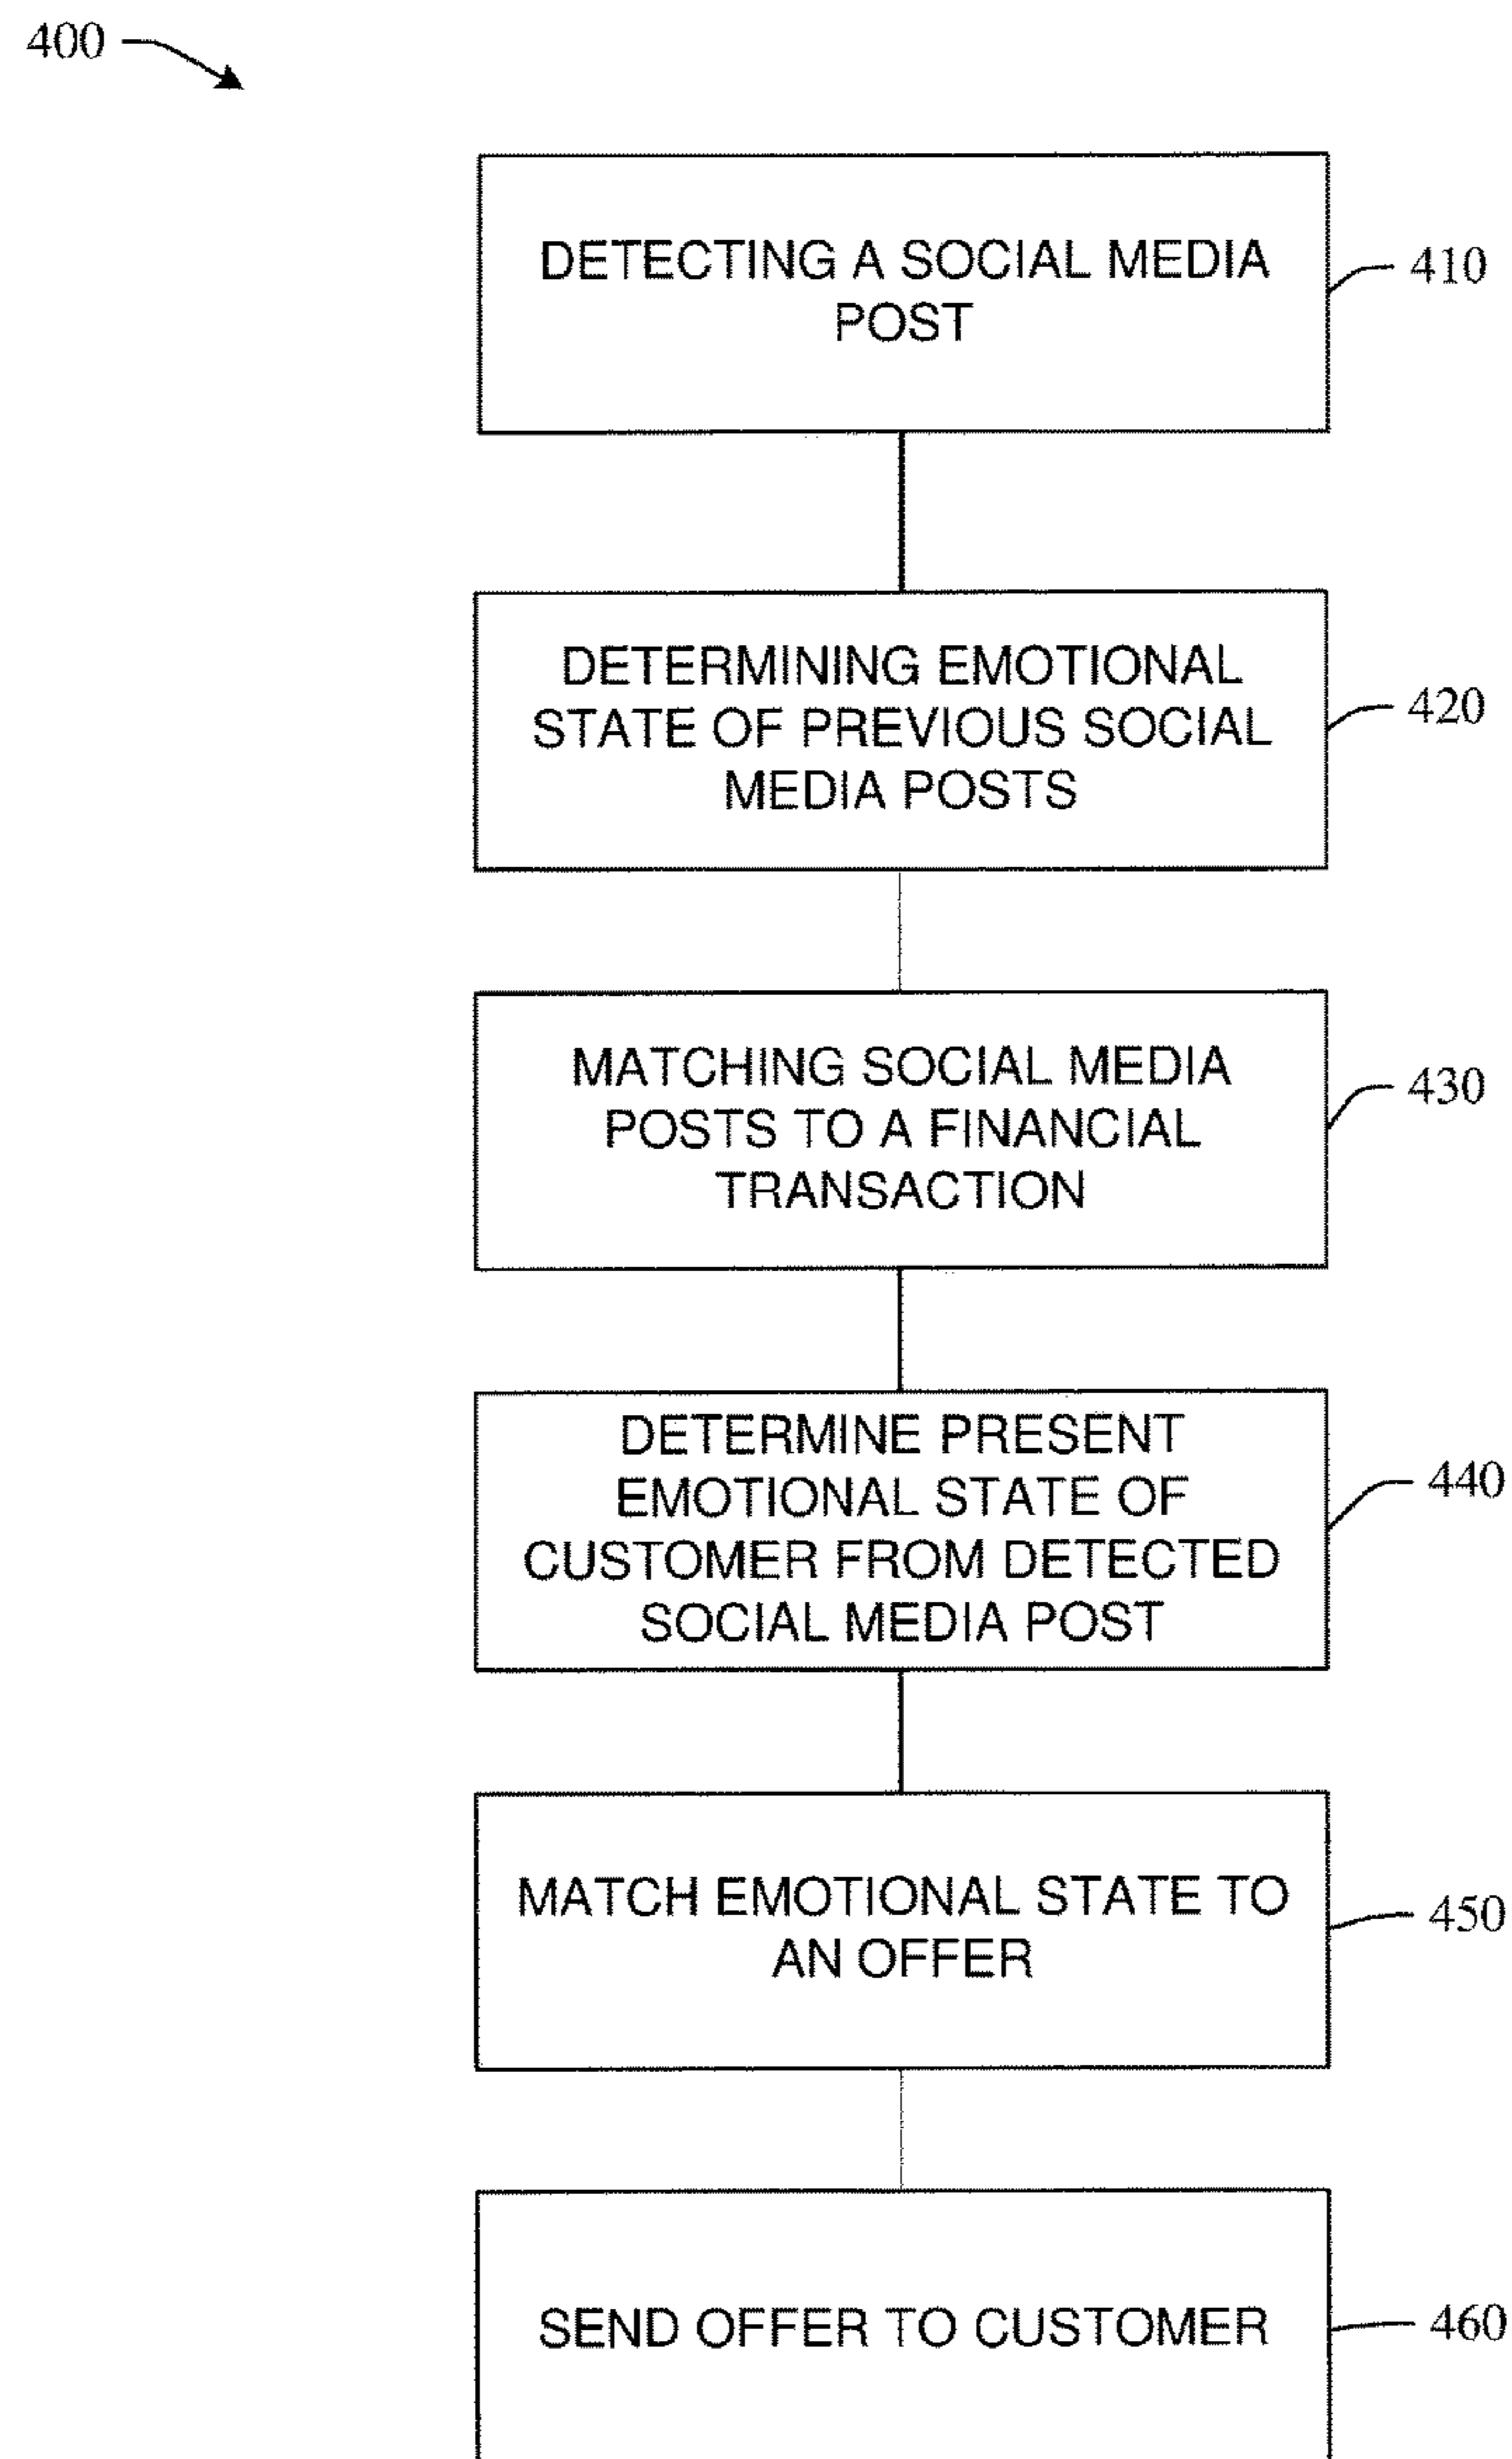 400
DETECTING A SOCIAL MEDIA
POST
410
DETERMINING EMOTIONAL
STATE OF PREVIOUS SOCIAL
MEDIA POSTS
420
MATCHING SOCIAL MEDIA
POSTS TO A FINANCIAL
TRANSACTION
430
DETERMINE PRESENT
EMOTIONAL STATE OF
CUSTOMER FROM DETECTED
SOCIAL MEDIA POST
440
MATCH EMOTIONAL STATE TO
AN OFFER
450
SEND OFFER TO CUSTOMER
460